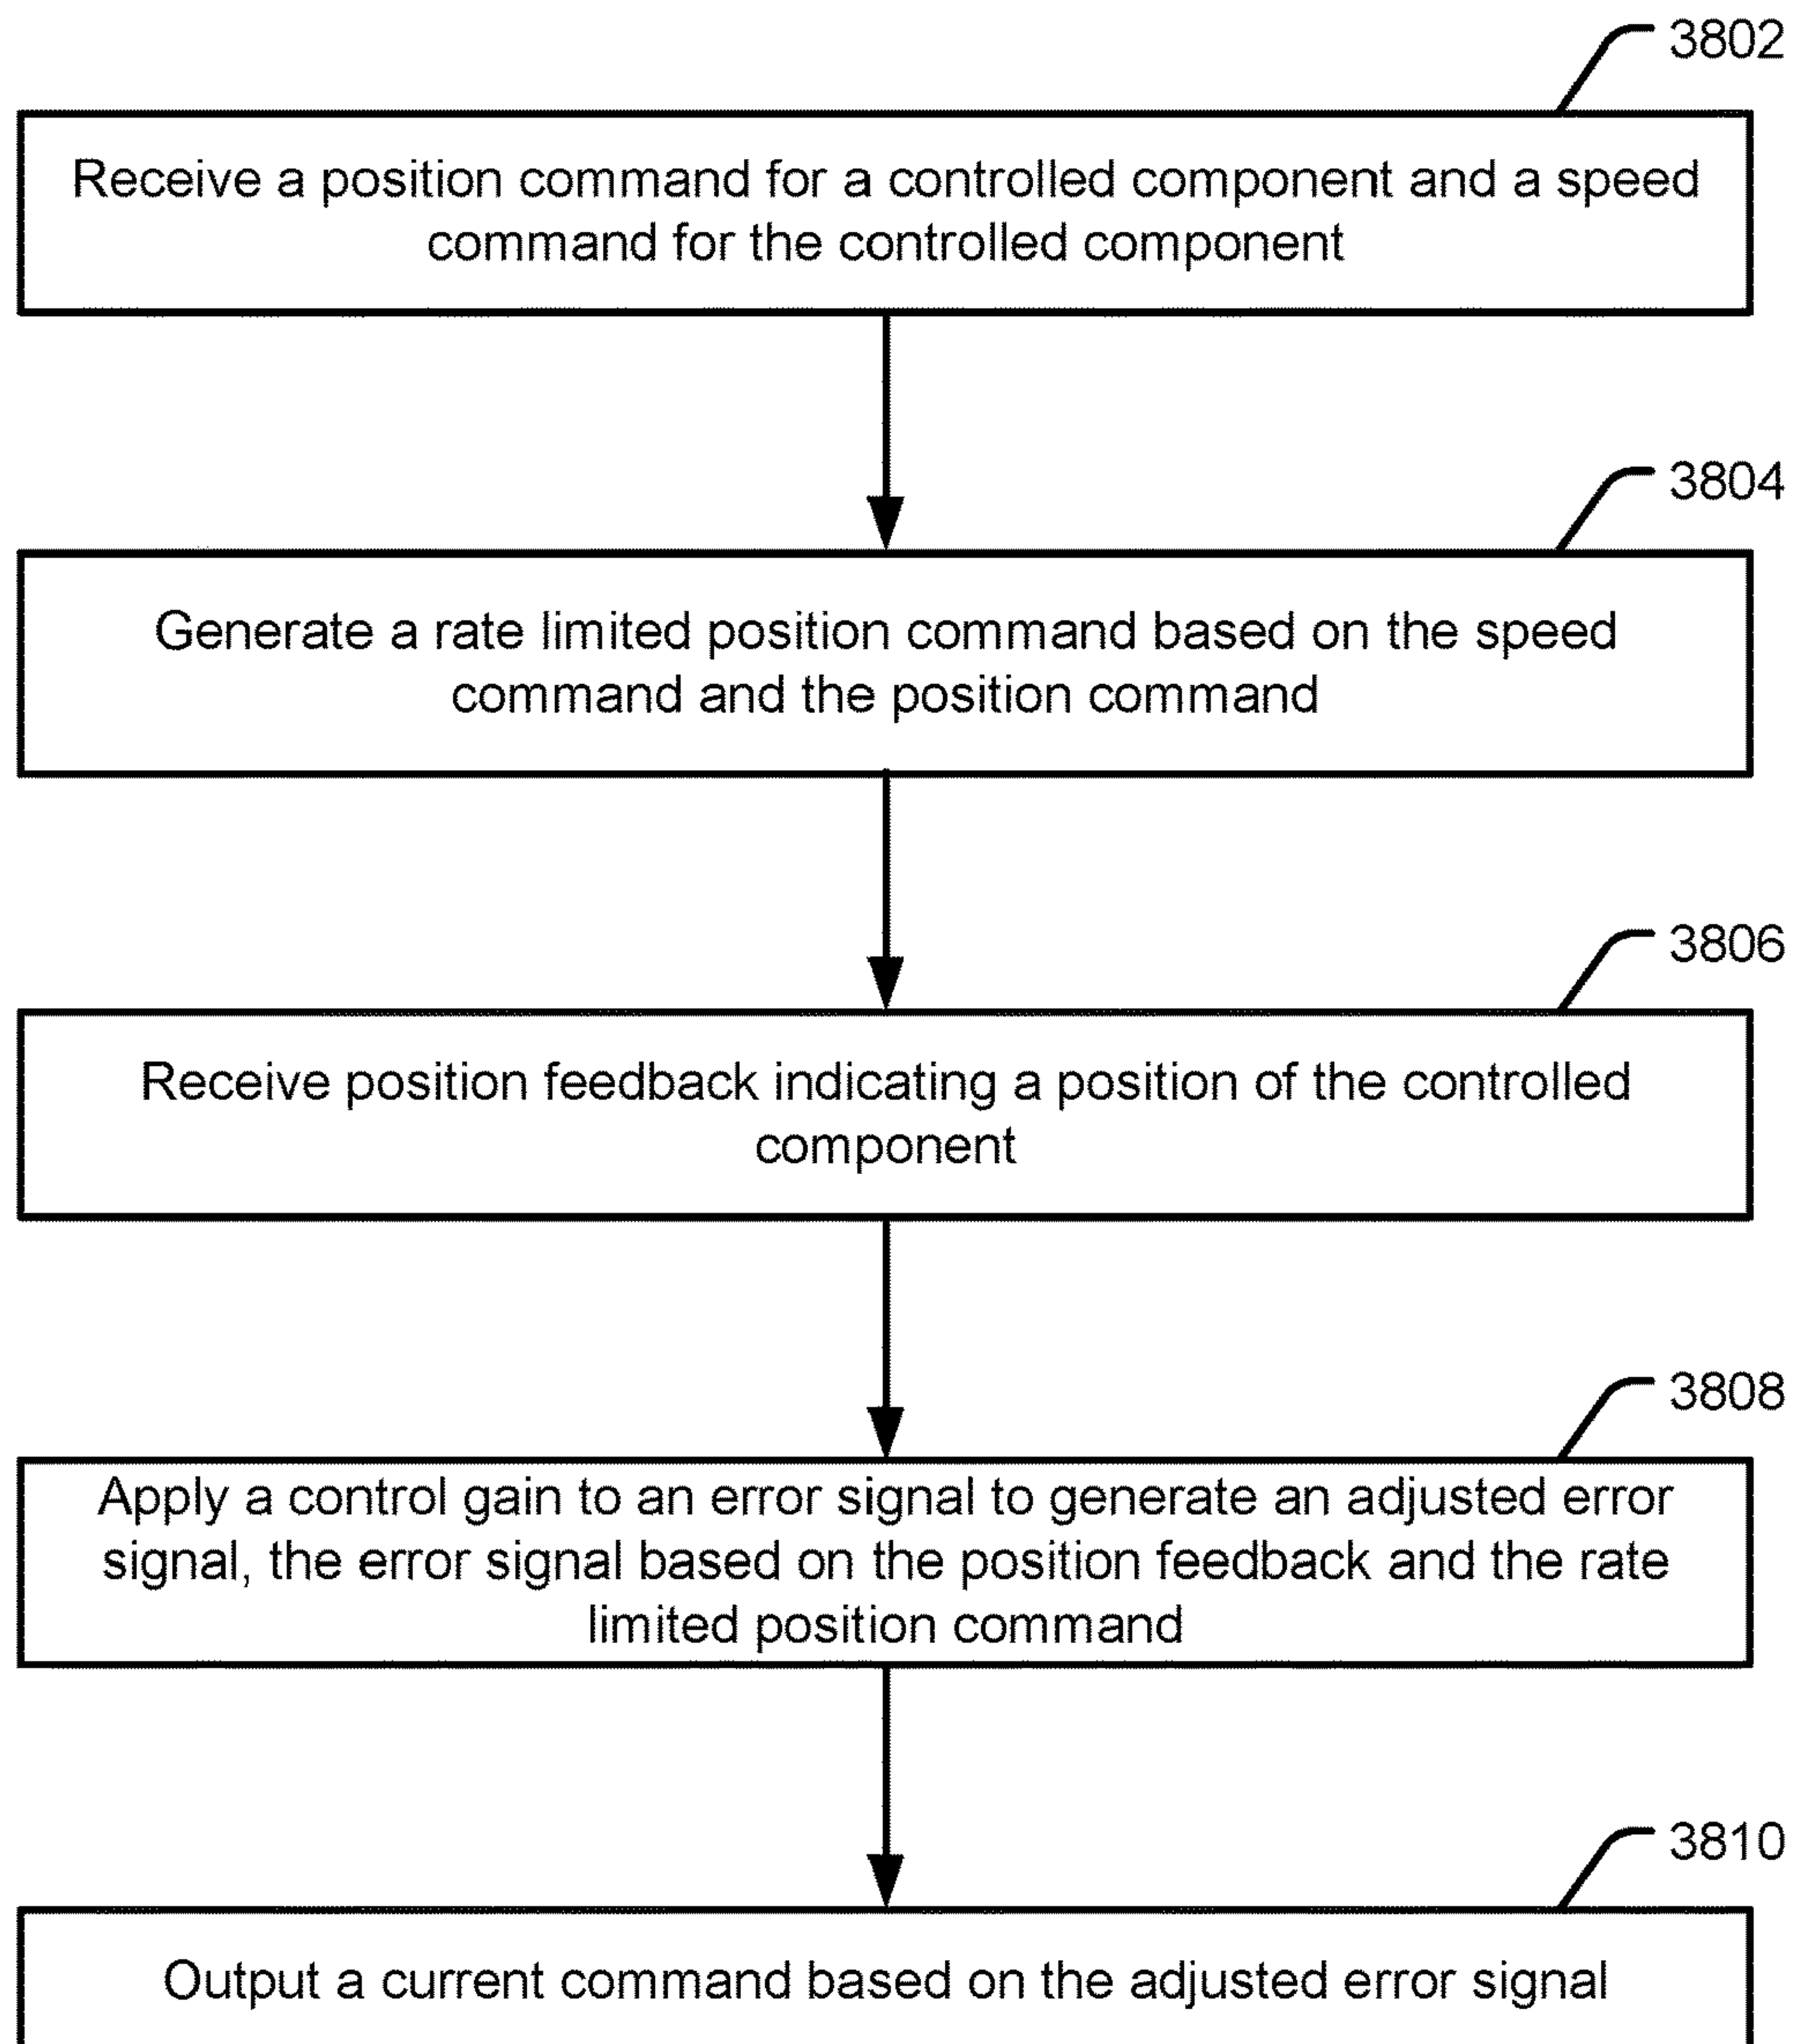 3802
Receive a position command for a controlled component and a speed
command for the controlled component
3804
Generate a rate limited position command based on the speed
command and the position command
3806
Receive position feedback indicating a position of the controlled
component
3808
Apply a control gain to an error signal to generate an adjusted error
signal, the error signal based on the position feedback and the rate
limited position command
3810
Output a current command based on the adjusted error signal